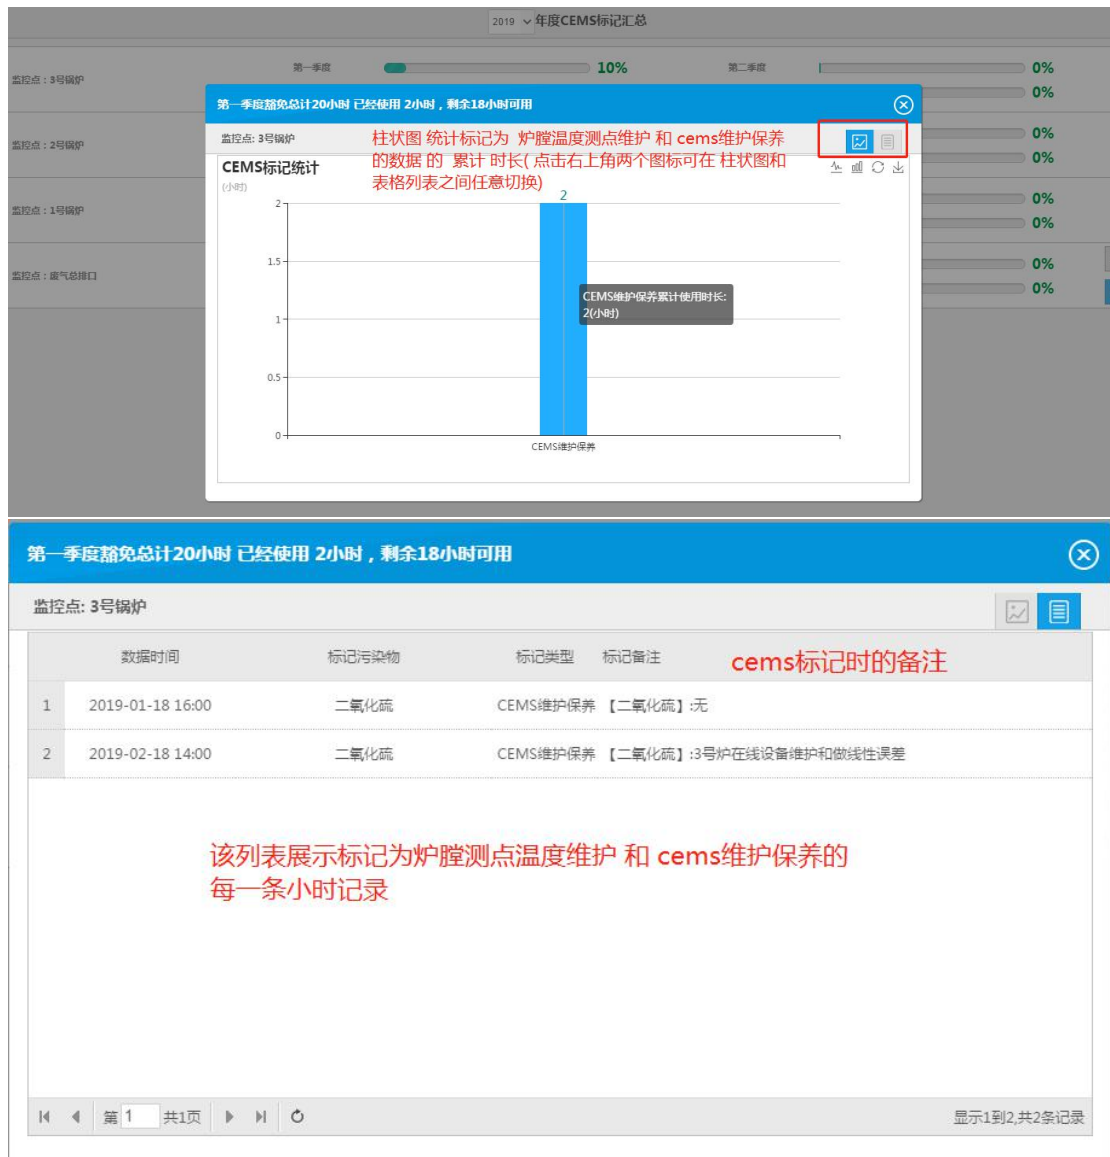 2019 年度CEMS标记汇总
监控点：3号锅炉
第一季度 10% 第二季度 0%
0%
监控点：2号锅炉
0%
0%
监控点：1号锅炉
0%
0%
监控点：废气总排口
0%
0%
第一季度豁免总计20小时 已经使用 2小时，剩余18小时可用
监控点: 3号锅炉
柱状图 统计标记为 炉膛温度测点维护 和 cems维护保养
的数据 的 累计 时长( 点击右上角两个图标可在 柱状图和
表格列表之间任意切换)
CEMS标记统计
(小时)
2
2
1.5
CEMS维护保养累计使用时长:
2(小时)
1
0.5
0
CEMS维护保养
第一季度豁免总计20小时 已经使用 2小时，剩余18小时可用
监控点: 3号锅炉
数据时间 标记污染物 标记类型 标记备注 cems标记时的备注
1 2019-01-18 16:00 二氧化硫 CEMS维护保养 【二氧化硫】:无
2 2019-02-18 14:00 二氧化硫 CEMS维护保养 【二氧化硫】:3号炉在线设备维护和做线性误差
该列表展示标记为炉膛测点温度维护 和 cems维护保养的
每一条小时记录
第 1 共1页 显示1到2,共2条记录